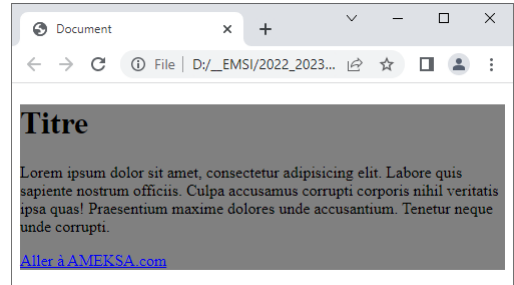 Document
File | D:/__EMSI/2022_2023...
Titre
Lorem ipsum dolor sit amet, consectetur adipisicing elit. Labore quis
sapiente nostrum officiis. Culpa accusamus corrupti corporis nihil veritatis
ipsa quas! Praesentium maxime dolores unde accusantium. Tenetur neque
unde corrupti.
Aller à AMEKSA.com